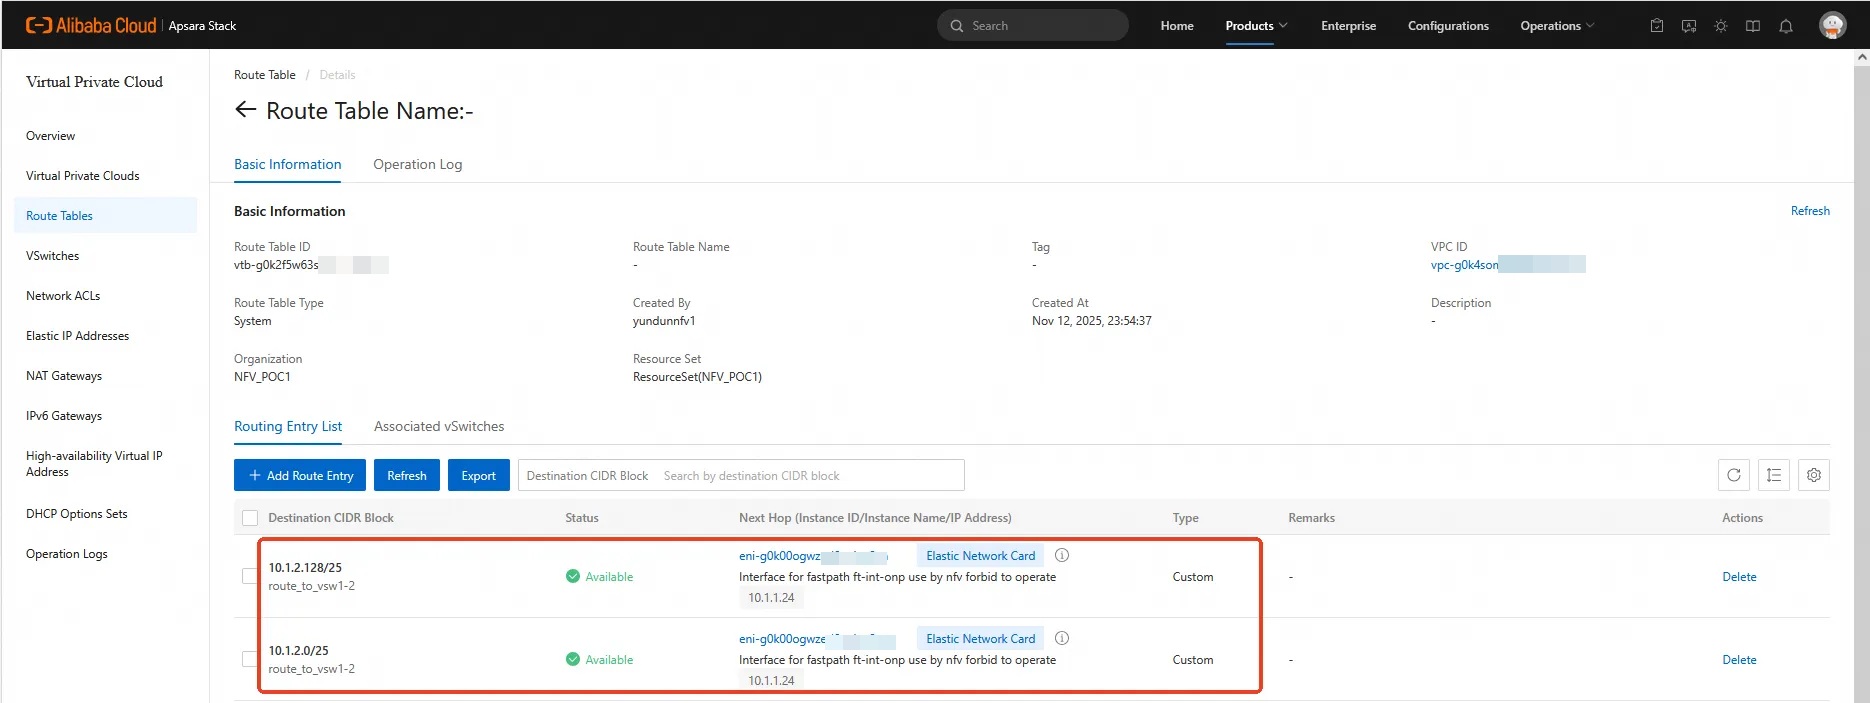 Alibaba Cloud | Apsara Stack
Search
Home
Products
Enterprise
Configurations
Operations
Virtual Private Cloud
Overview
Virtual Private Clouds
Route Tables
VSwitches
Network ACLs
Elastic IP Addresses
NAT Gateways
IPv6 Gateways
High-availability Virtual IP
Address
DHCP Options Sets
Operation Logs
Route Table / Details
Route Table Name:-
Basic Information
Operation Log
Basic Information
Refresh
Route Table ID
vtb-g0k2f5w63s
Route Table Name
-
Tag
-
VPC ID
vpc-g0k4som
Route Table Type
System
Created By
yundunnfv1
Created At
Nov 12, 2025, 23:54:37
Description
-
Organization
NFV_POC1
Resource Set
ResourceSet(NFV_POC1)
Routing Entry List
Associated vSwitches
+ Add Route Entry
Refresh
Export
Destination CIDR Block
Search by destination CIDR block
Destination CIDR Block
Status
Next Hop (Instance ID/Instance Name/IP Address)
Type
Remarks
Actions
10.1.2.128/25
route_to_vsw1-2
Available
eni-g0k00ogwz
Elastic Network Card
Interface for fastpath ft-int-onp use by nfv forbid to operate
10.1.1.24
Custom
-
Delete
10.1.2.0/25
route_to_vsw1-2
Available
eni-g0k00ogwze
Elastic Network Card
Interface for fastpath ft-int-onp use by nfv forbid to operate
10.1.1.24
Custom
-
Delete